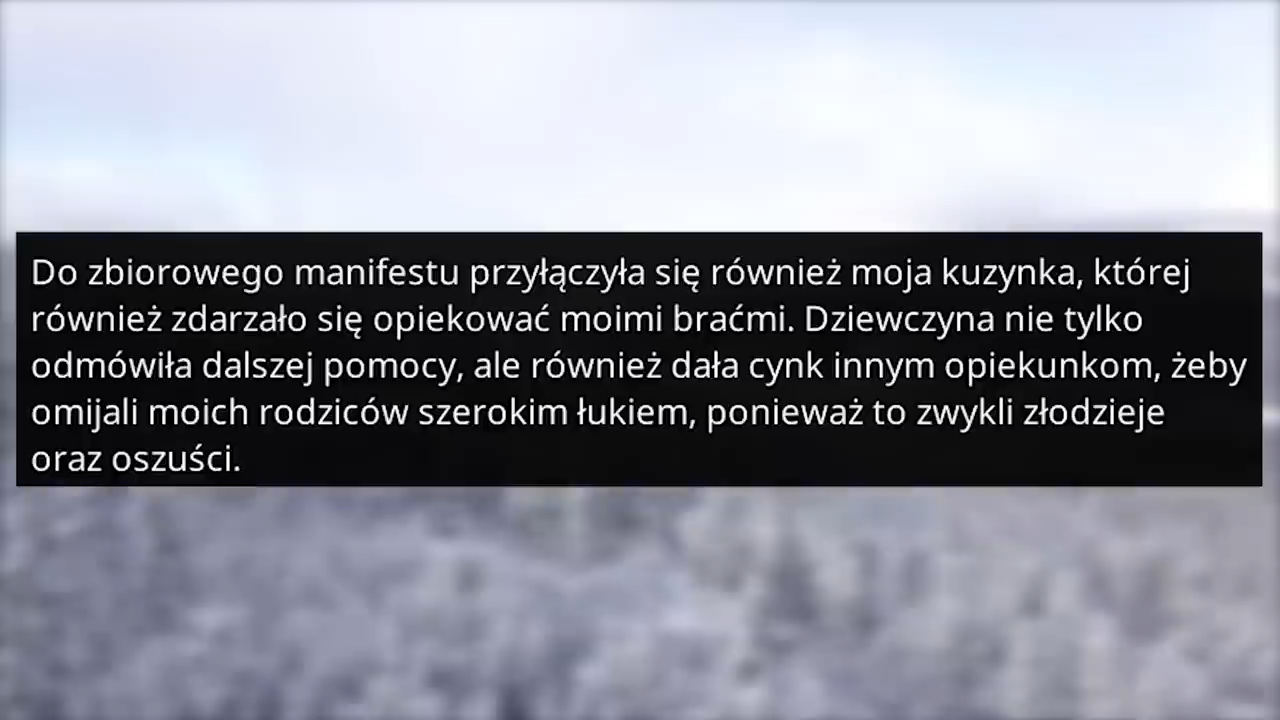 Do zbiorowego manifestu przyłączyła się również moja kuzynka, której
również zdarzało się opiekować moimi braćmi. Dziewczyna nie tylko
odmówiła dalszej pomocy, ale również dała cynk innym opiekunkom, żeby
omijali moich rodziców szerokim łukiem, ponieważ to zwykli złodzieje
oraz oszuści.